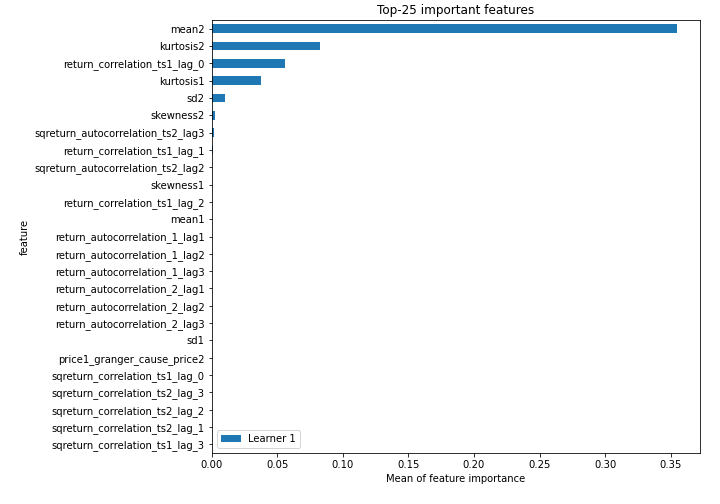 Top-25 important features
mean2
kurtosis2
return_correlation_ts1_lag_0
kurtosis1
sd2
skewness2
sqreturn_autocorrelation_ts2_lag3
return_correlation_ts1_lag_1
sqreturn_autocorrelation_ts2_lag2
skewness1
return_correlation_ts1_lag_2
mean1
return_autocorrelation_1_lag1
return_autocorrelation_1_lag2
return_autocorrelation_1_lag3
return_autocorrelation_2_lag1
return_autocorrelation_2_lag2
return_autocorrelation_2_lag3
sd1
price1_granger_cause_price2
sqreturn_correlation_ts1_lag_0
sqreturn_correlation_ts2_lag_3
sqreturn_correlation_ts2_lag_2
sqreturn_correlation_ts2_lag_1
sqreturn_correlation_ts1_lag_3
feature
Learner 1
0.00 0.05 0.10 0.15 0.20 0.25 0.30 0.35
Mean of feature importance